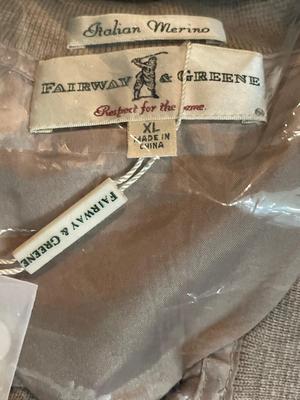 Italian Merino
FAIRWAY & GREENE
Respect for the game.
XL
MADE IN
CHINA
FAIRWAY & GREENE